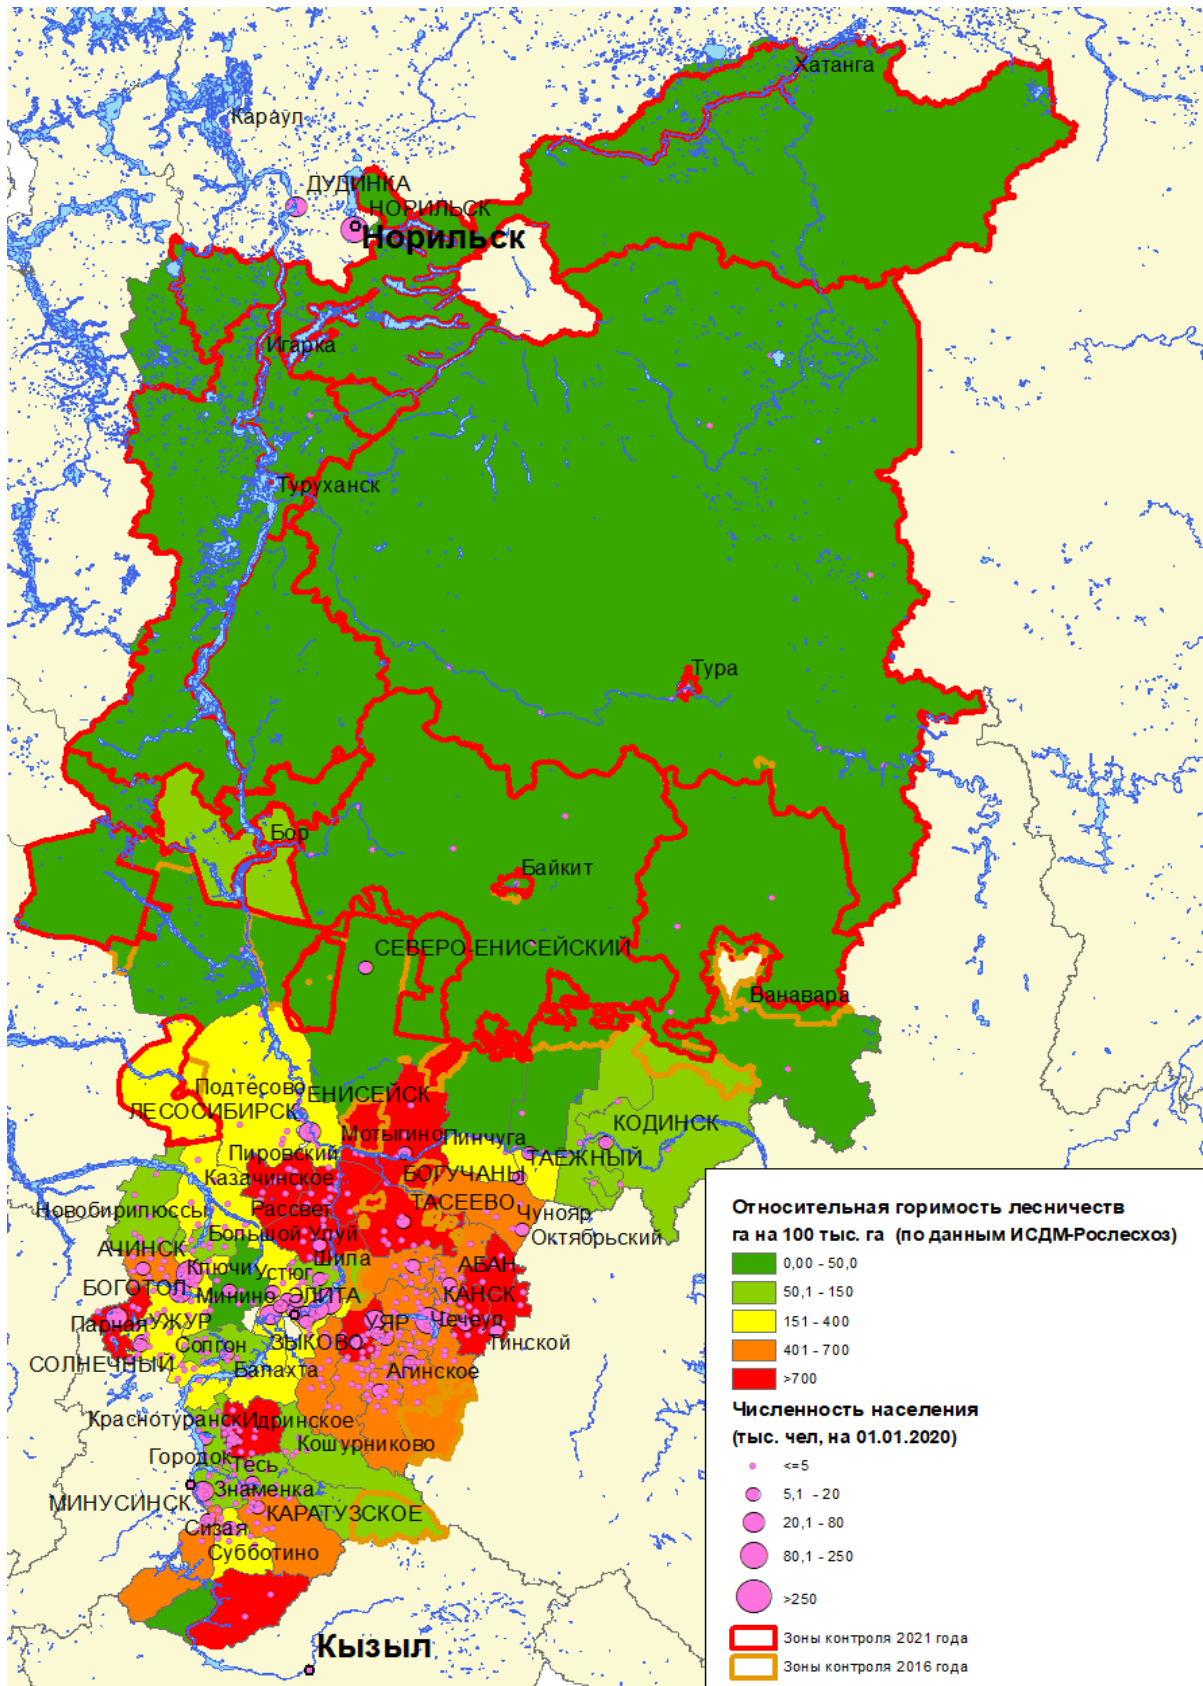 Хатанга
Караул
ДУДИНКА
НОРИЛЬСК
Норильск
Игарка
Туруханск
Тура
Бор
Байкит
СЕВЕРО-ЕНИСЕЙСКИЙ
Ванавара
Подтесово
ЕНИСЕЙСК
ЛЕСОСИБИРСК
КОДИНСК
Мотыгино
Пинчуга
Пировский
ТАЕЖНЫЙ
Казачинское
БОГУЧАНЫ
Новобирилюссы
Рассвет
ТАСЕЕВО
Чунояр
Большой Улуй
Октябрьский
АЧИНСК
Шила
АБАН
Ключи
Устюг
БОГОТОЛ
Минино
ЭЛИТА
КАНСК
Парная
УЖУР
УЯР
Чечеул
Солгон
ЗЫКОВО
Тинской
СОЛНЕЧНЫЙ
Балахта
Агинское
Краснотуранск
Идринское
Кошурниково
Городок
Тесь
Знаменка
МИНУСИНСК
КАРАТУЗСКОЕ
Сизая
Субботино
Кызыл
Относительная горимость лесничеств
га на 100 тыс. га (по данным ИСДМ-Рослесхоз)
0,00 - 50,0
50,1 - 150
151 - 400
401 - 700
>700
Численность населения
(тыс. чел, на 01.01.2020)
<=5
5,1 - 20
20,1 - 80
80,1 - 250
>250
Зоны контроля 2021 года
Зоны контроля 2016 года